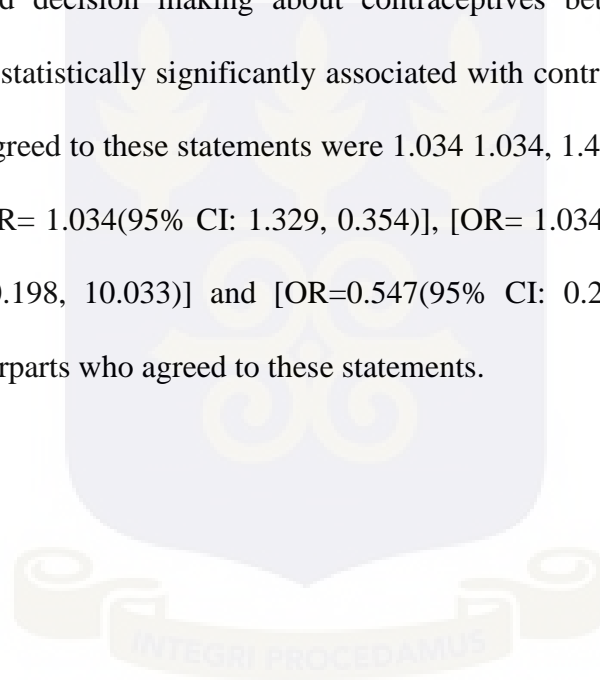 decision making about contraceptives
statistically significantly associated with
greed to these statements were 1.034 1.034, 1.4
R= 1.034(95% CI: 1.329, 0.354)], [OR= 1.034
0.198, 10.033)] and [OR=0.547(95% CI: 0.2
rparts who agreed to these statements.
INTEGRI PROCEDAMUS